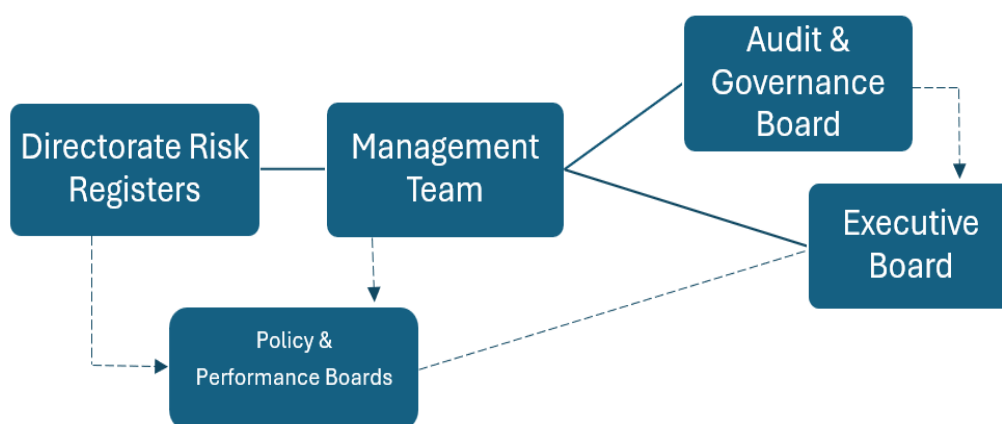 Directorate Risk
Registers
Management
Team
Audit &
Governance
Board
Executive
Board
Policy &
Performance Boards